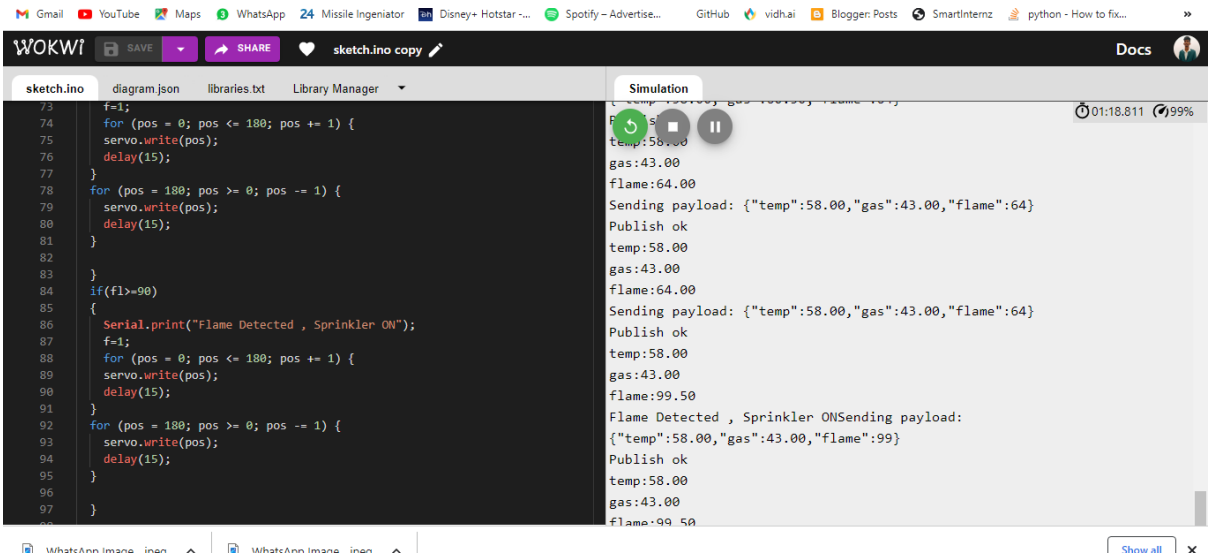 Gmail YouTube Maps WhatsApp 24 Missile Ingeniator Disney+ Hotstar -... Spotify – Advertise... GitHub vidh.ai Blogger: Posts SmartInternz python - How to fix... »
WOKWI SAVE SHARE sketch.ino copy Docs
sketch.ino diagram.json libraries.txt Library Manager Simulation
73 f=1;
74 for (pos = 0; pos <= 180; pos += 1) {
75 servo.write(pos);
76 delay(15);
77 }
78 for (pos = 180; pos >= 0; pos -= 1) {
79 servo.write(pos);
80 delay(15);
81 }
82
83 }
84 if(fl>=90)
85 {
86 Serial.print("Flame Detected , Sprinkler ON");
87 f=1;
88 for (pos = 0; pos <= 180; pos += 1) {
89 servo.write(pos);
90 delay(15);
91 }
92 for (pos = 180; pos >= 0; pos -= 1) {
93 servo.write(pos);
94 delay(15);
95 }
96
97 }
01:18.811 99%
temp:58.00
gas:43.00
flame:64.00
Sending payload: {"temp":58.00,"gas":43.00,"flame":64}
Publish ok
temp:58.00
gas:43.00
flame:64.00
Sending payload: {"temp":58.00,"gas":43.00,"flame":64}
Publish ok
temp:58.00
gas:43.00
flame:99.50
Flame Detected , Sprinkler ONSending payload:
{"temp":58.00,"gas":43.00,"flame":99}
Publish ok
temp:58.00
gas:43.00
flame:99.50
WhatsApp Image....jpeg WhatsApp Image....jpeg Show all X